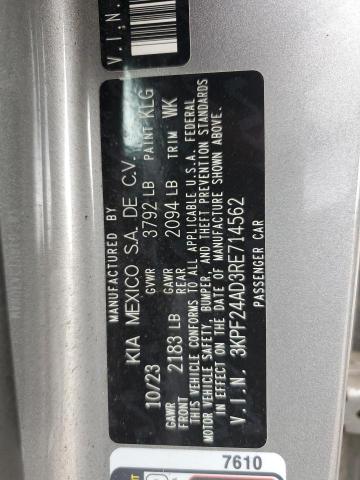 V.I.N.
MANUFACTURED BY
KIA MEXICO S.A. DE C.V.
10/23 GVWR 3792 LB PAINT KLG
GAWR FRONT 2183 LB GAWR REAR 2094 LB TRIM WK
THIS VEHICLE CONFORMS TO ALL APPLICABLE U.S.A. FEDERAL
MOTOR VEHICLE SAFETY, BUMPER, AND THEFT PREVENTION STANDARDS
IN EFFECT ON THE DATE OF MANUFACTURE SHOWN ABOVE.
V.I.N. 3KPF24AD3RE714562
PASSENGER CAR
7610